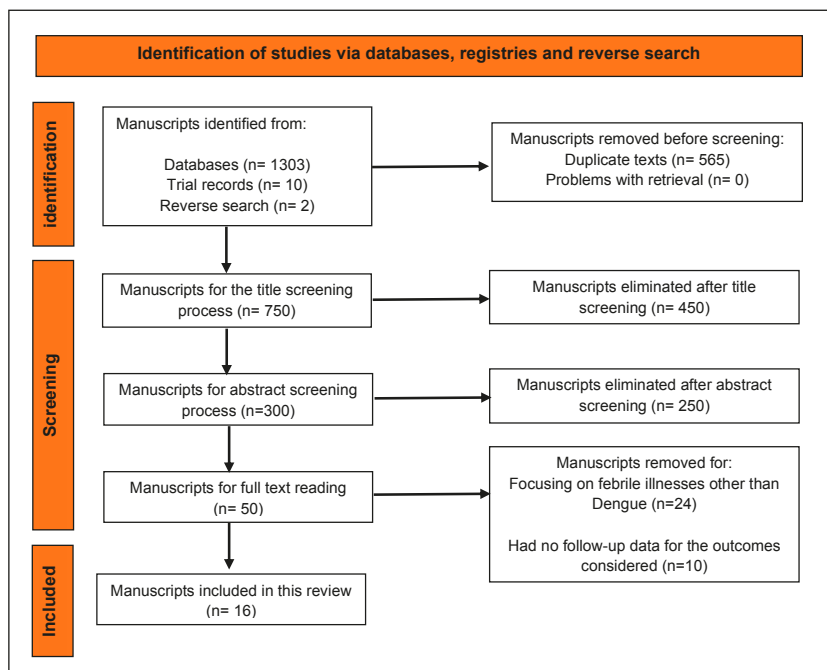 Identification of studies via databases, registries and reverse search
identification
Manuscripts identified from:
Databases (n= 1303)
Trial records (n= 10)
Reverse search (n= 2)
Manuscripts removed before screening:
Duplicate texts (n= 565)
Problems with retrieval (n= 0)
Screening
Manuscripts for the title screening
process (n= 750)
Manuscripts eliminated after title
screening (n= 450)
Manuscripts for abstract screening
process (n=300)
Manuscripts eliminated after abstract
screening (n= 250)
Manuscripts for full text reading
(n= 50)
Manuscripts removed for:
Focusing on febrile illnesses other than
Dengue (n=24)
Had no follow-up data for the outcomes
considered (n=10)
Included
Manuscripts included in this review
(n= 16)